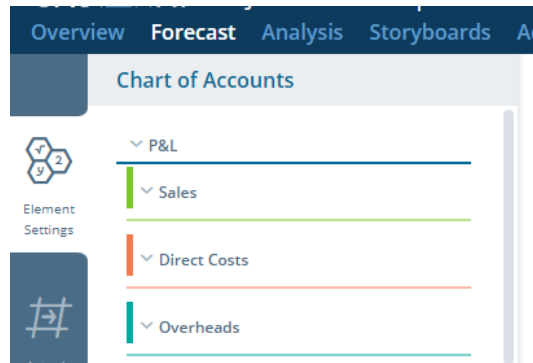 Overview Forecast Analysis Storyboards
Chart of Accounts
P&L
Element
Settings
Sales
Direct Costs
Overheads